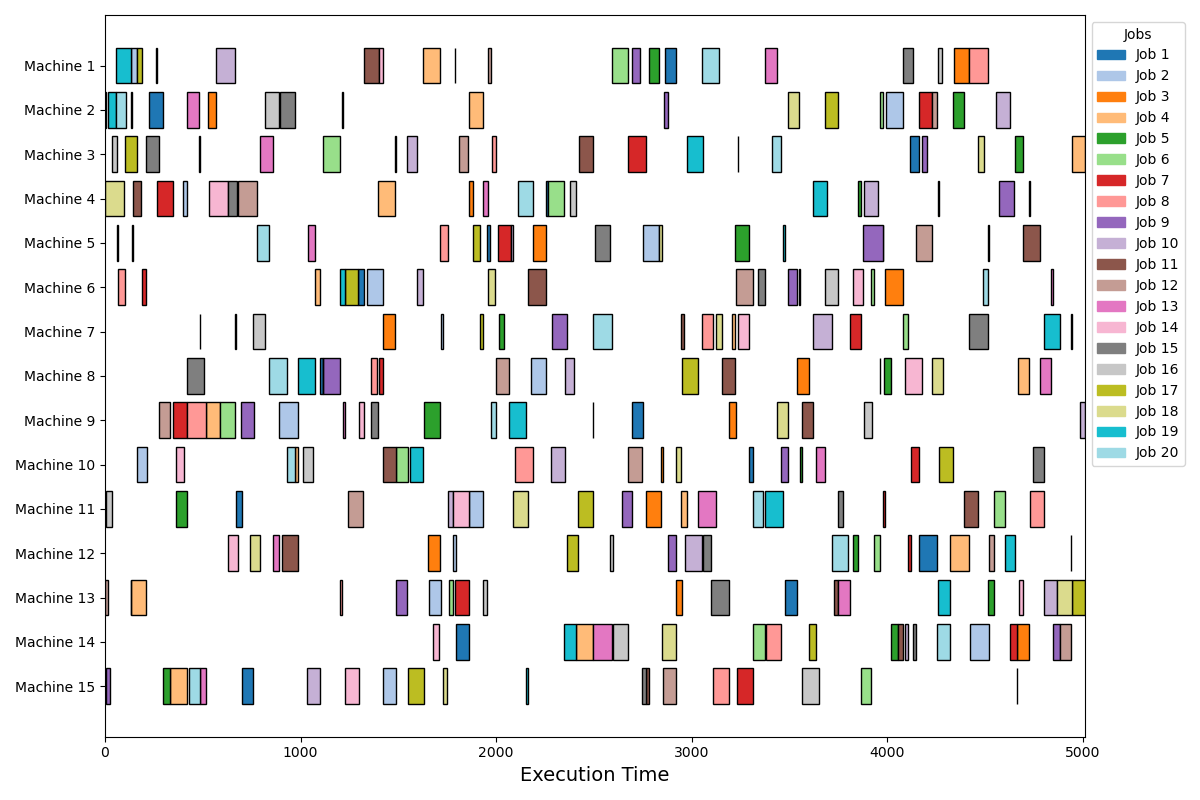 Machine 1
Machine 2
Machine 3
Machine 4
Machine 5
Machine 6
Machine 7
Machine 8
Machine 9
Machine 10
Machine 11
Machine 12
Machine 13
Machine 14
Machine 15
0 1000 2000 3000 4000 5000
Execution Time
Jobs
Job 1
Job 2
Job 3
Job 4
Job 5
Job 6
Job 7
Job 8
Job 9
Job 10
Job 11
Job 12
Job 13
Job 14
Job 15
Job 16
Job 17
Job 18
Job 19
Job 20